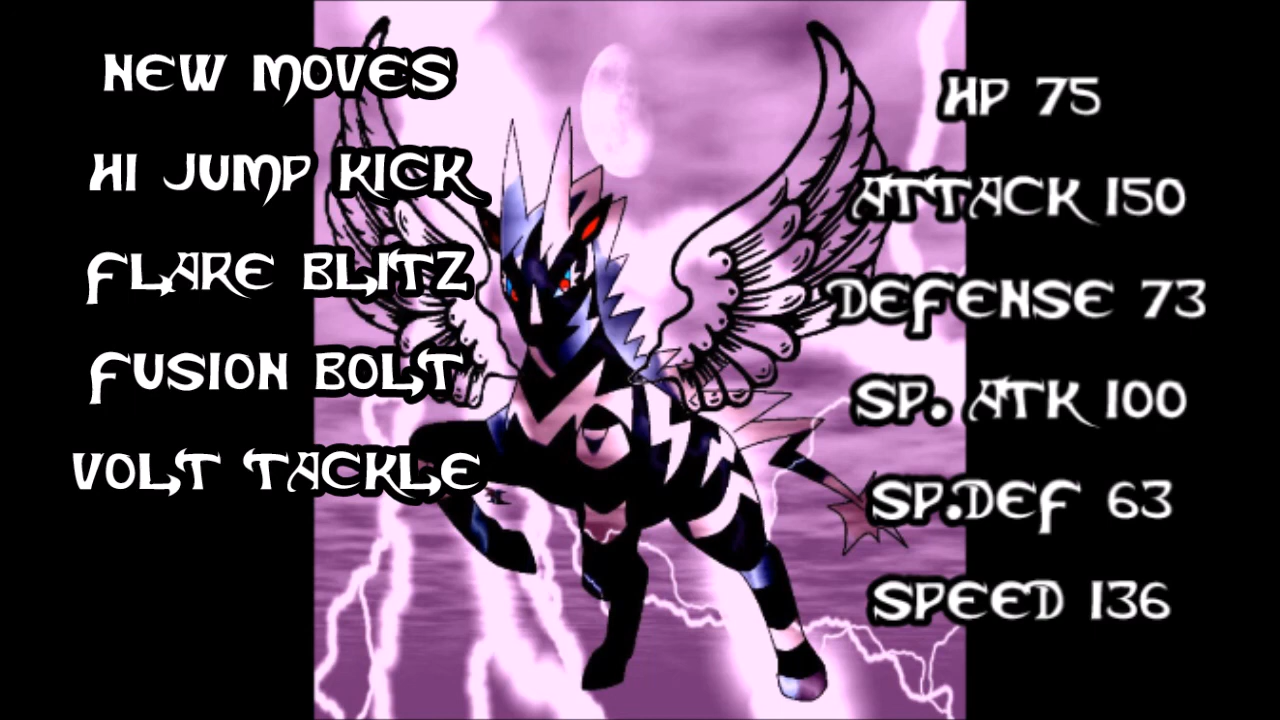 NEW MOVES
HI JUMP KICK
FLARE BLITZ
FUSION BOLT
VOLT TACKLE
HP 75
ATTACK 150
DEFENSE 73
SP. ATK 100
SP.DEF 63
SPEED 136